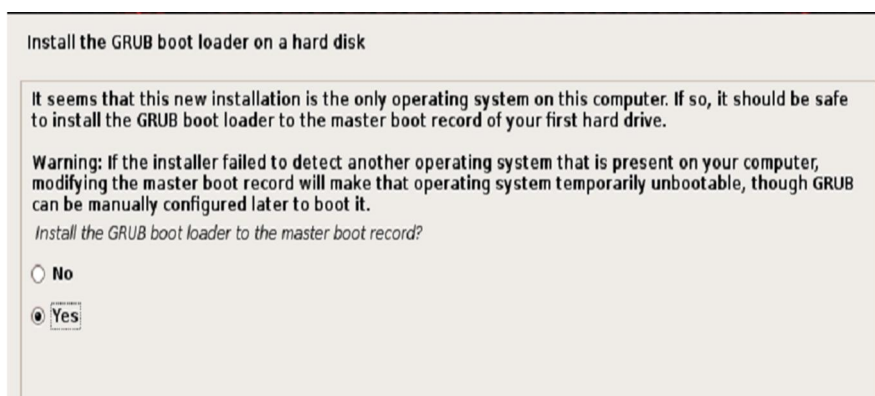 Install the GRUB boot loader on a hard disk
It seems that this new installation is the only operating system on this computer. If so, it should be safe
to install the GRUB boot loader to the master boot record of your first hard drive.
Warning: If the installer failed to detect another operating system that is present on your computer,
modifying the master boot record will make that operating system temporarily unbootable, though GRUB
can be manually configured later to boot it.
Install the GRUB boot loader to the master boot record?
No
Yes